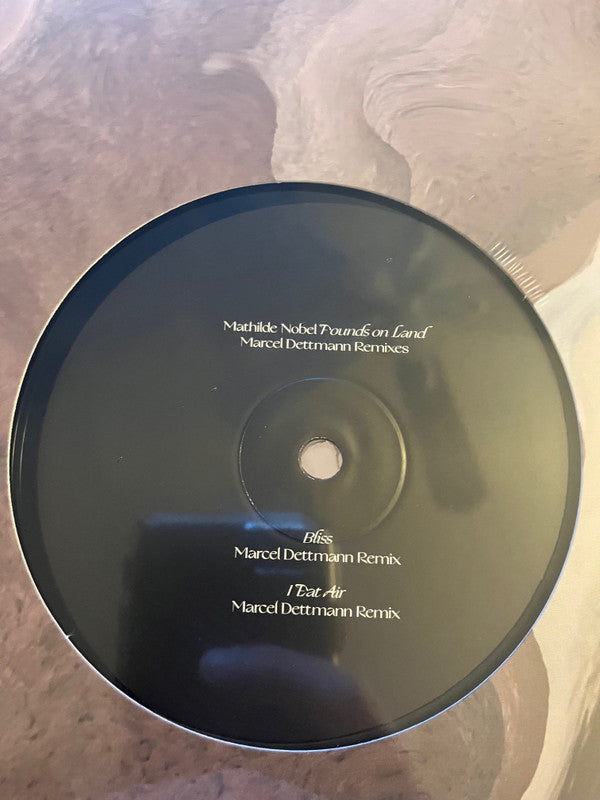 Mathilde Nobel Pounds on Land
Marcel Dettmann Remixes
Bliss
Marcel Dettmann Remix
I Eat Air
Marcel Dettmann Remix